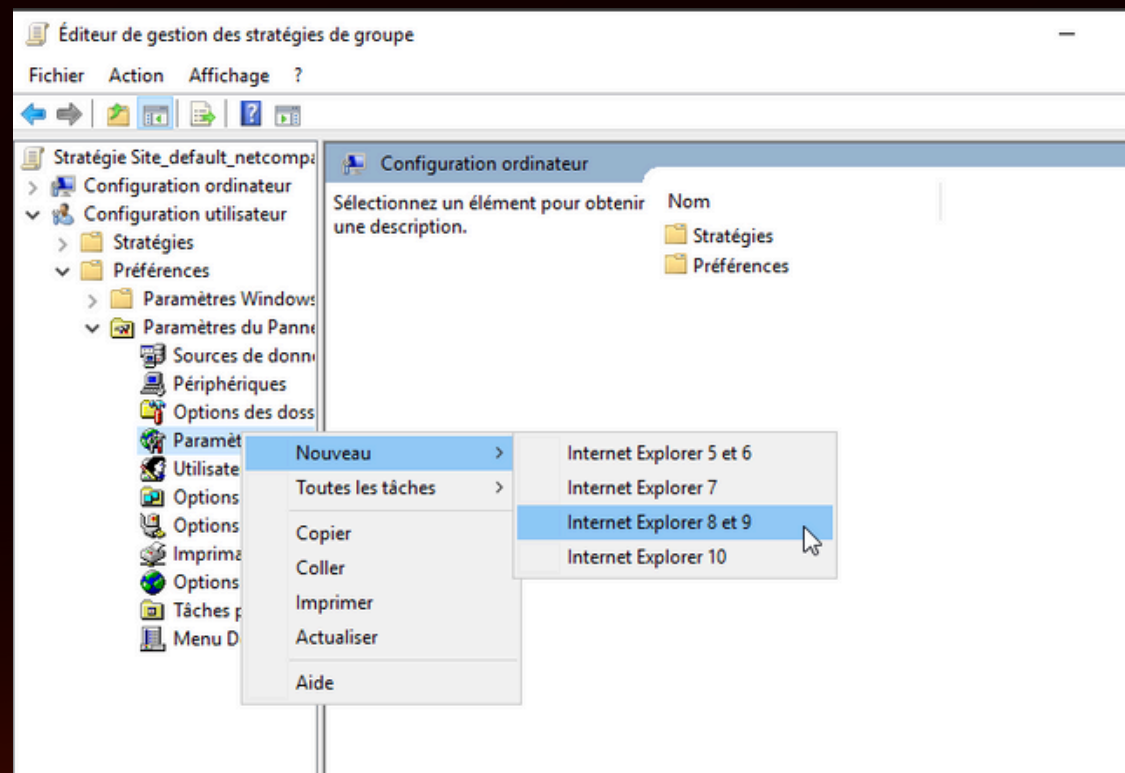 Éditeur de gestion des stratégies de groupe
Fichier Action Affichage ?
Stratégie Site_default_netcompa
Configuration ordinateur
Configuration utilisateur
Stratégies
Préférences
Paramètres Windows
Paramètres du Panne
Sources de donn
Périphériques
Options des doss
Paramèt
Utilisate
Options
Options
Imprima
Options
Tâches p
Menu D
Configuration ordinateur
Sélectionnez un élément pour obtenir
une description.
Nom
Stratégies
Préférences
Nouveau
Toutes les tâches
Copier
Coller
Imprimer
Actualiser
Aide
Internet Explorer 5 et 6
Internet Explorer 7
Internet Explorer 8 et 9
Internet Explorer 10